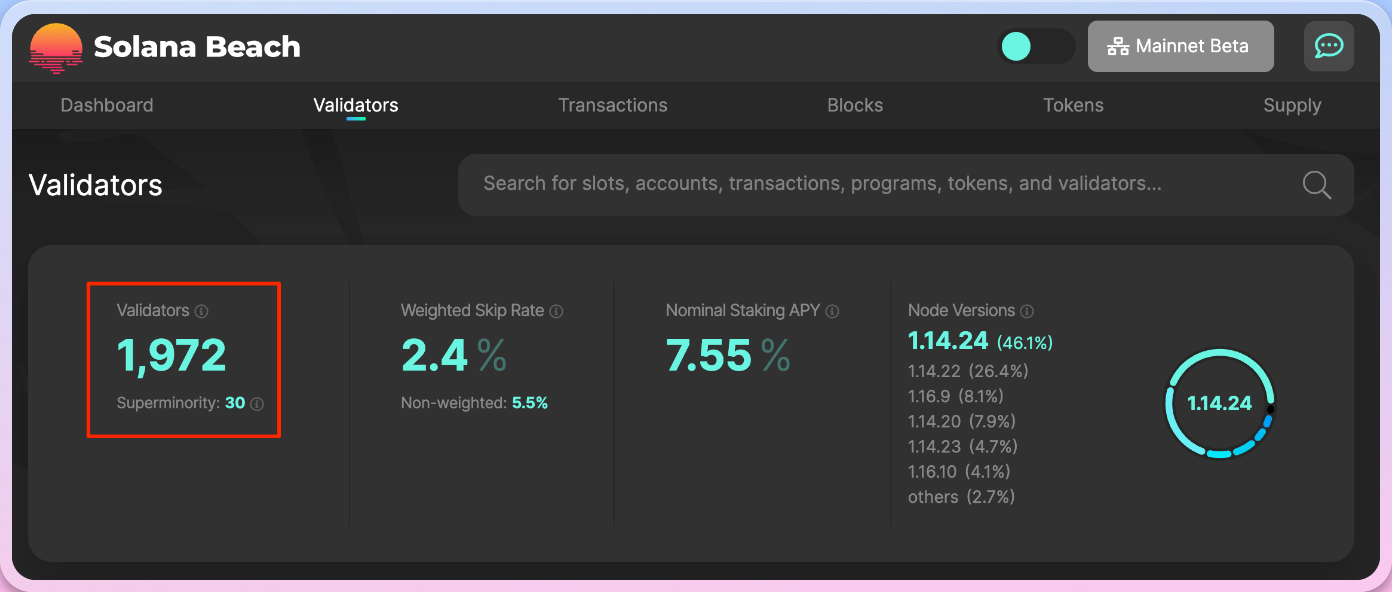 Solana Beach
Mainnet Beta
Dashboard Validators Transactions Blocks Tokens Supply
Validators
Search for slots, accounts, transactions, programs, tokens, and validators...
Validators
1,972
Superminority: 30
Weighted Skip Rate
2.4 %
Non-weighted: 5.5%
Nominal Staking APY
7.55 %
Node Versions
1.14.24 (46.1%)
1.14.22 (26.4%)
1.16.9 (8.1%)
1.14.20 (7.9%)
1.14.23 (4.7%)
1.16.10 (4.1%)
others (2.7%)
1.14.24